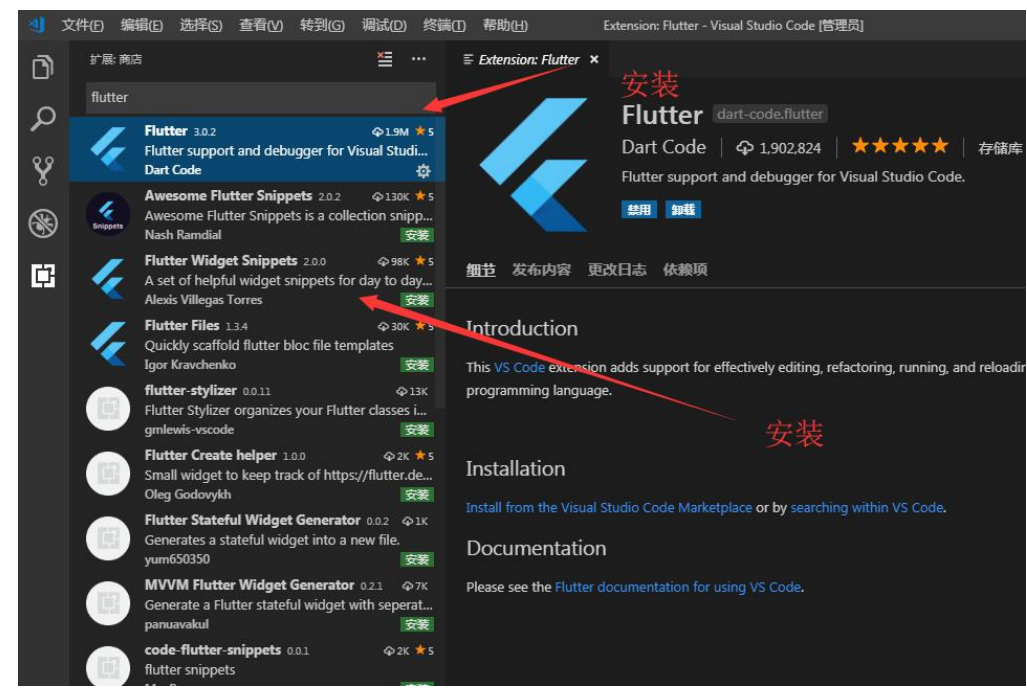 文件(F) 编辑(E) 选择(S) 查看(V) 转到(G) 调试(D) 终端(T) 帮助(H) Extension: Flutter - Visual Studio Code [管理员]
扩展: 商店
flutter
Flutter 3.0.2 1.9M ★ 5
Flutter support and debugger for Visual Studi...
Dart Code
Awesome Flutter Snippets 2.0.2 130K ★ 5
Awesome Flutter Snippets is a collection snipp...
Nash Ramdial 安装
Snippets
Flutter Widget Snippets 2.0.0 98K ★ 5
A set of helpful widget snippets for day to day...
Alexis Villegas Torres 安装
Flutter Files 1.3.4 30K ★ 5
Quickly scaffold flutter bloc file templates
Igor Kravchenko 安装
flutter-stylizer 0.0.11 13K
Flutter Stylizer organizes your Flutter classes i...
gmlewis-vscode 安装
Flutter Create helper 1.0.0 2K ★ 5
Small widget to keep track of https://flutter.de...
Oleg Godovykh 安装
Flutter Stateful Widget Generator 0.0.2 1K
Generates a stateful widget into a new file.
yum650350 安装
MVVM Flutter Widget Generator 0.2.1 7K
Generate a Flutter stateful widget with seperat...
panuavakul 安装
code-flutter-snippets 0.0.1 2K ★ 5
flutter snippets
Extension: Flutter ×
安装
Flutter dart-code.flutter
Dart Code | 1,902,824 | ★★★★★ | 存储库
Flutter support and debugger for Visual Studio Code.
禁用 卸载
细节 发布内容 更改日志 依赖项
Introduction
This VS Code extension adds support for effectively editing, refactoring, running, and reloadin
programming language.
安装
Installation
Install from the Visual Studio Code Marketplace or by searching within VS Code.
Documentation
Please see the Flutter documentation for using VS Code.